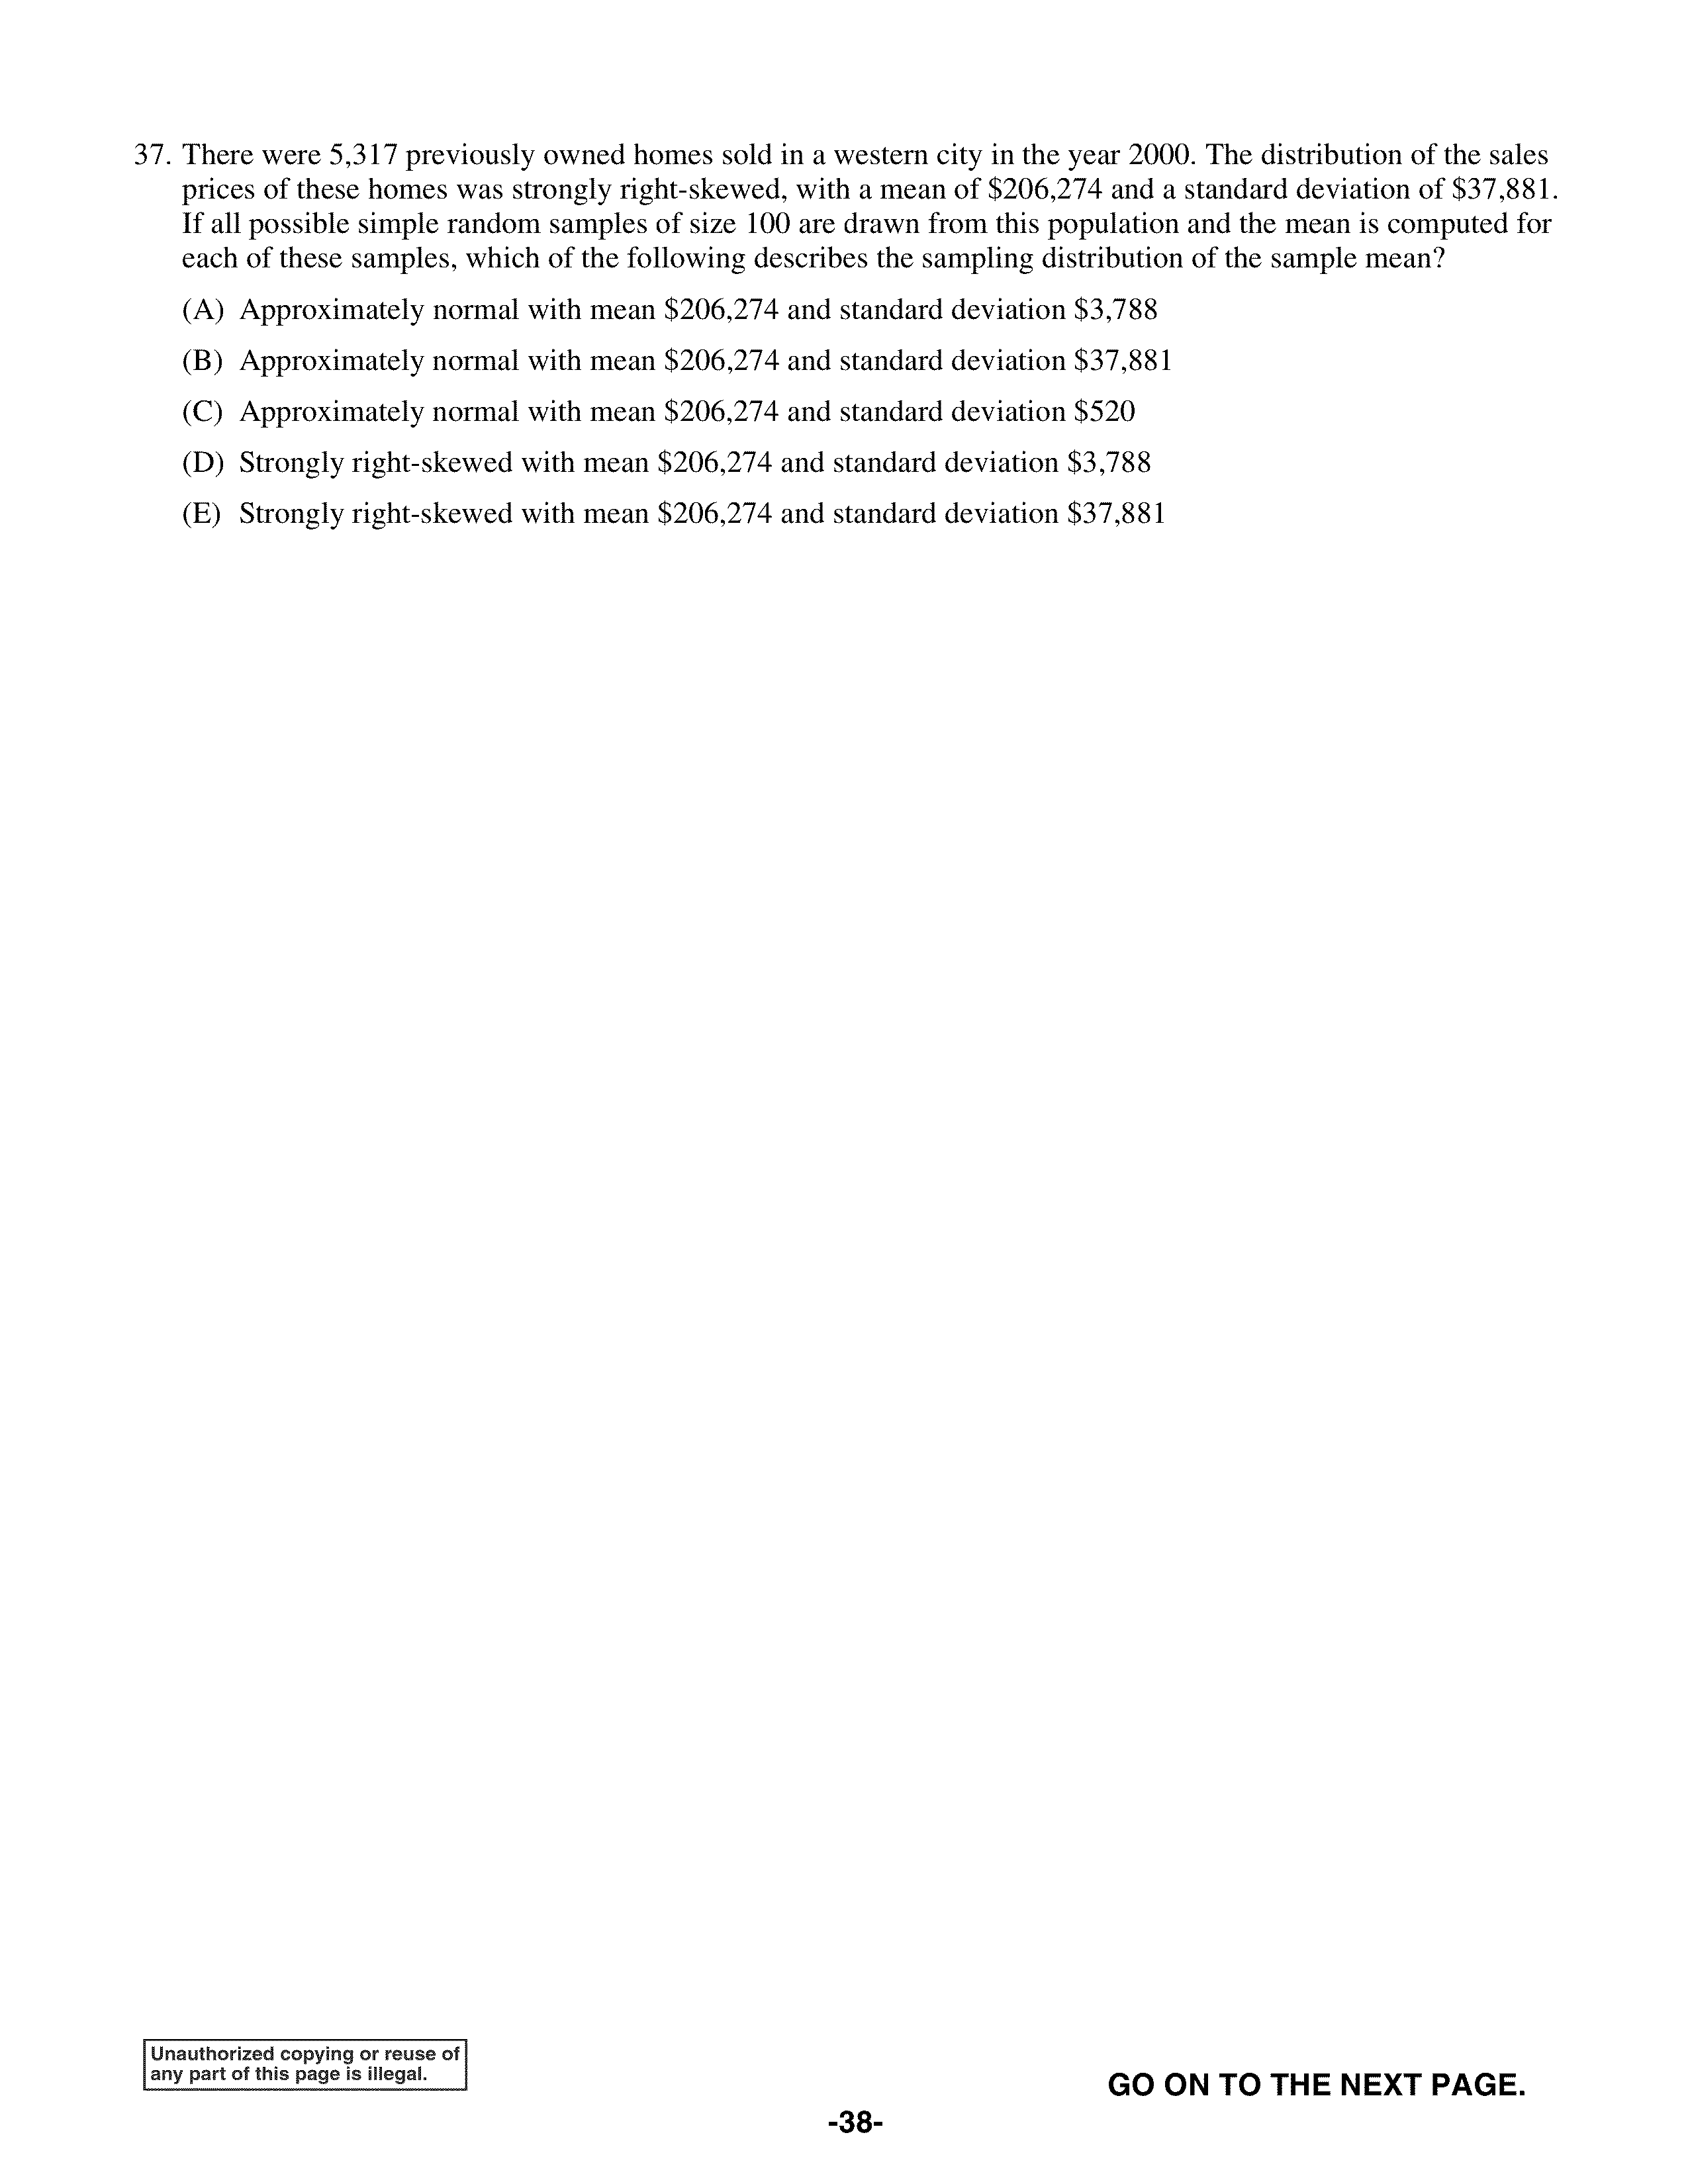 37. There were 5,317 previously owned homes sold in a western city in the year 2000. The distribution of the sales
prices of these homes was strongly right-skewed, with a mean of $206,274 and a standard deviation of $37,881.
If all possible simple random samples of size 100 are drawn from this population and the mean is computed for
each of these samples, which of the following describes the sampling distribution of the sample mean?
(A) Approximately normal with mean $206,274 and standard deviation $3,788
(B) Approximately normal with mean $206,274 and standard deviation $37,881
(C) Approximately normal with mean $206,274 and standard deviation $520
(D) Strongly right-skewed with mean $206,274 and standard deviation $3,788
(E) Strongly right-skewed with mean $206,274 and standard deviation $37,881
Unauthorized copying or reuse of
any part of this page is illegal.
GO ON TO THE NEXT PAGE.
-38-